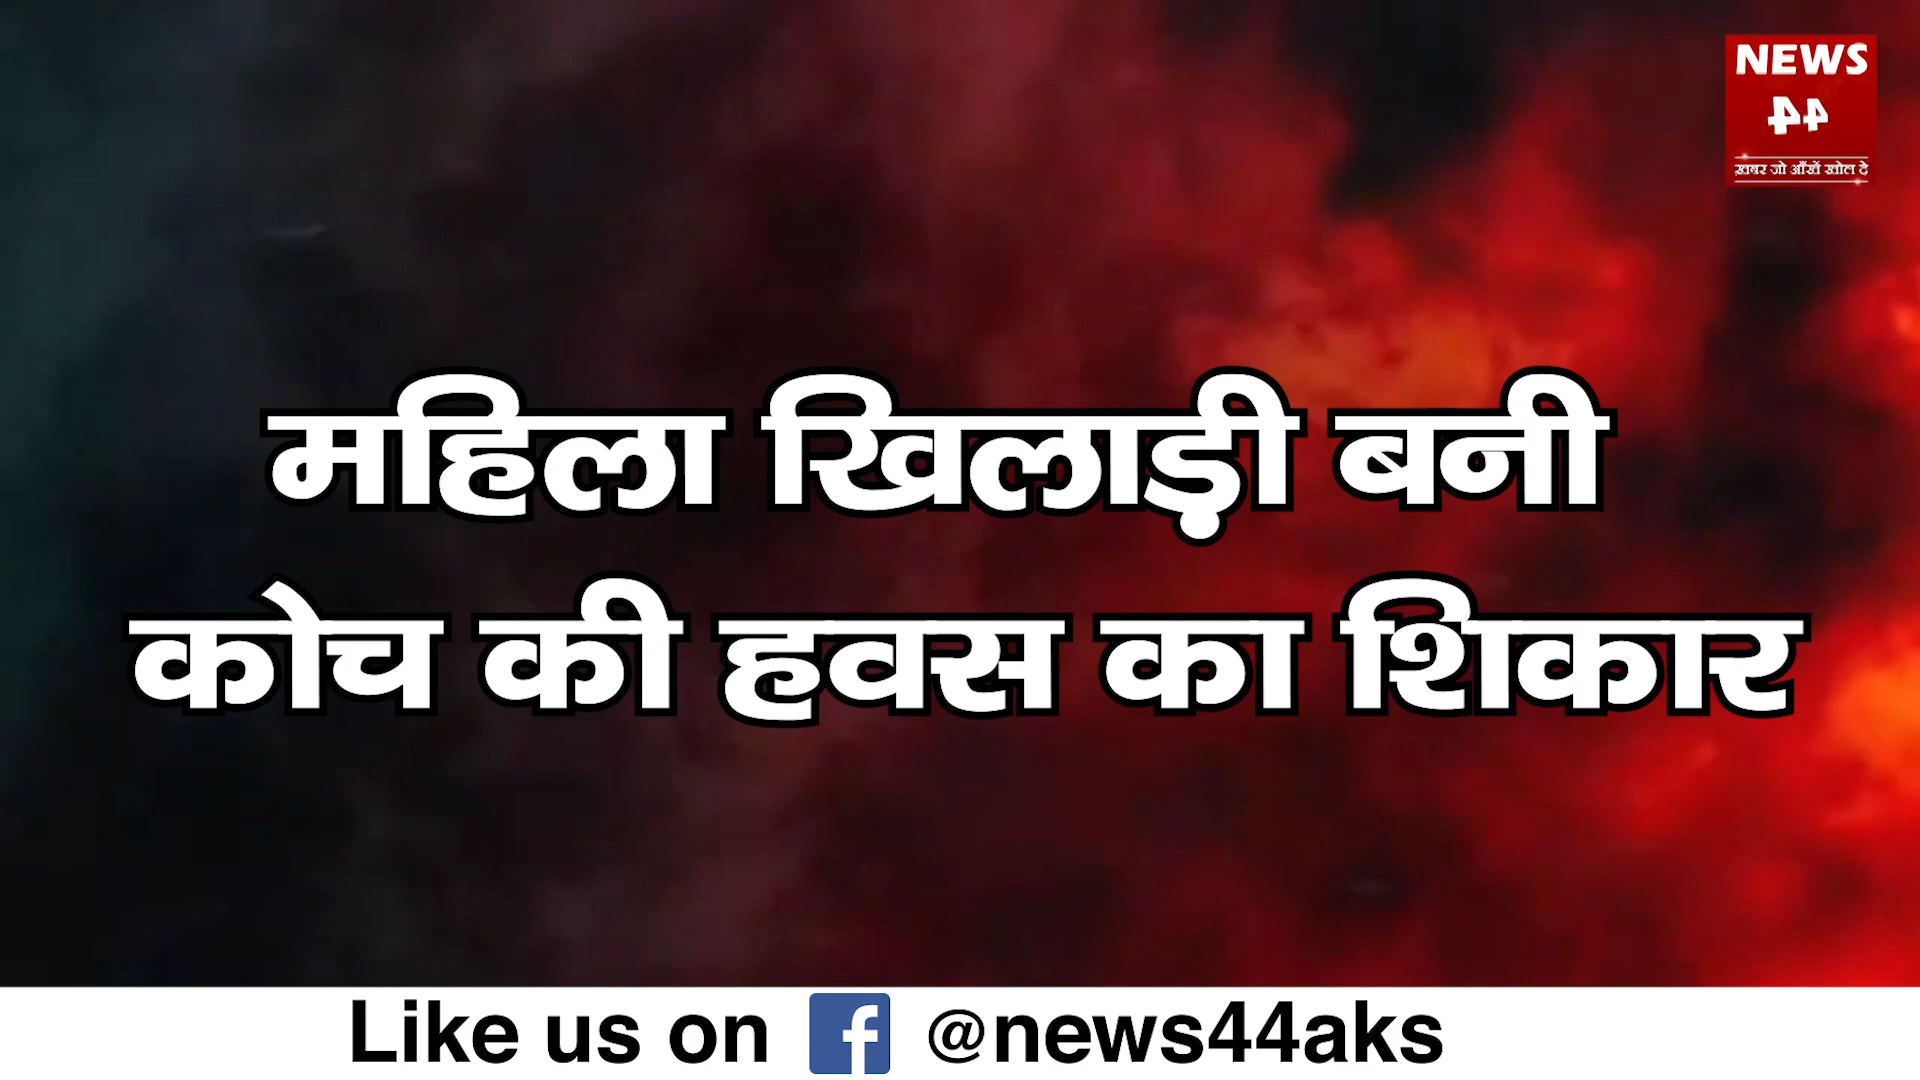 NEWS
44
ख़बर जो आँखें खोल दे
महिला खिलाड़ी बनी
कोच की हवस का शिकार
Like us on f @news44aks